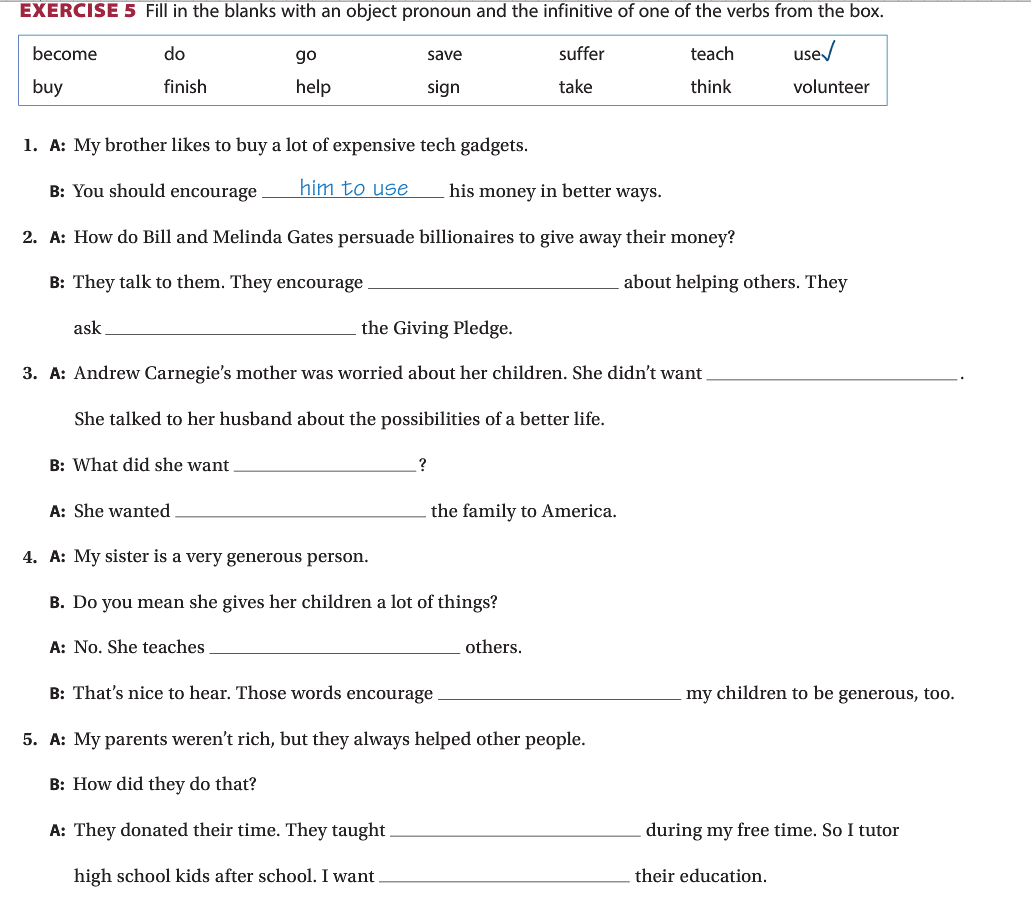 EXERCISE 5 Fill in the blanks with an object pronoun and the infinitive of one of the verbs from the box.
become do go save suffer teach use✓
buy finish help sign take think volunteer
1. A: My brother likes to buy a lot of expensive tech gadgets.
B: You should encourage him to use his money in better ways.
2. A: How do Bill and Melinda Gates persuade billionaires to give away their money?
B: They talk to them. They encourage ____ about helping others. They
ask ____ the Giving Pledge.
3. A: Andrew Carnegie's mother was worried about her children. She didn't want ____.
She talked to her husband about the possibilities of a better life.
B: What did she want ____?
A: She wanted ____ the family to America.
4. A: My sister is a very generous person.
B. Do you mean she gives her children a lot of things?
A: No. She teaches ____ others.
B: That's nice to hear. Those words encourage ____ my children to be generous, too.
5. A: My parents weren't rich, but they always helped other people.
B: How did they do that?
A: They donated their time. They taught ____ during my free time. So I tutor
high school kids after school. I want ____ their education.